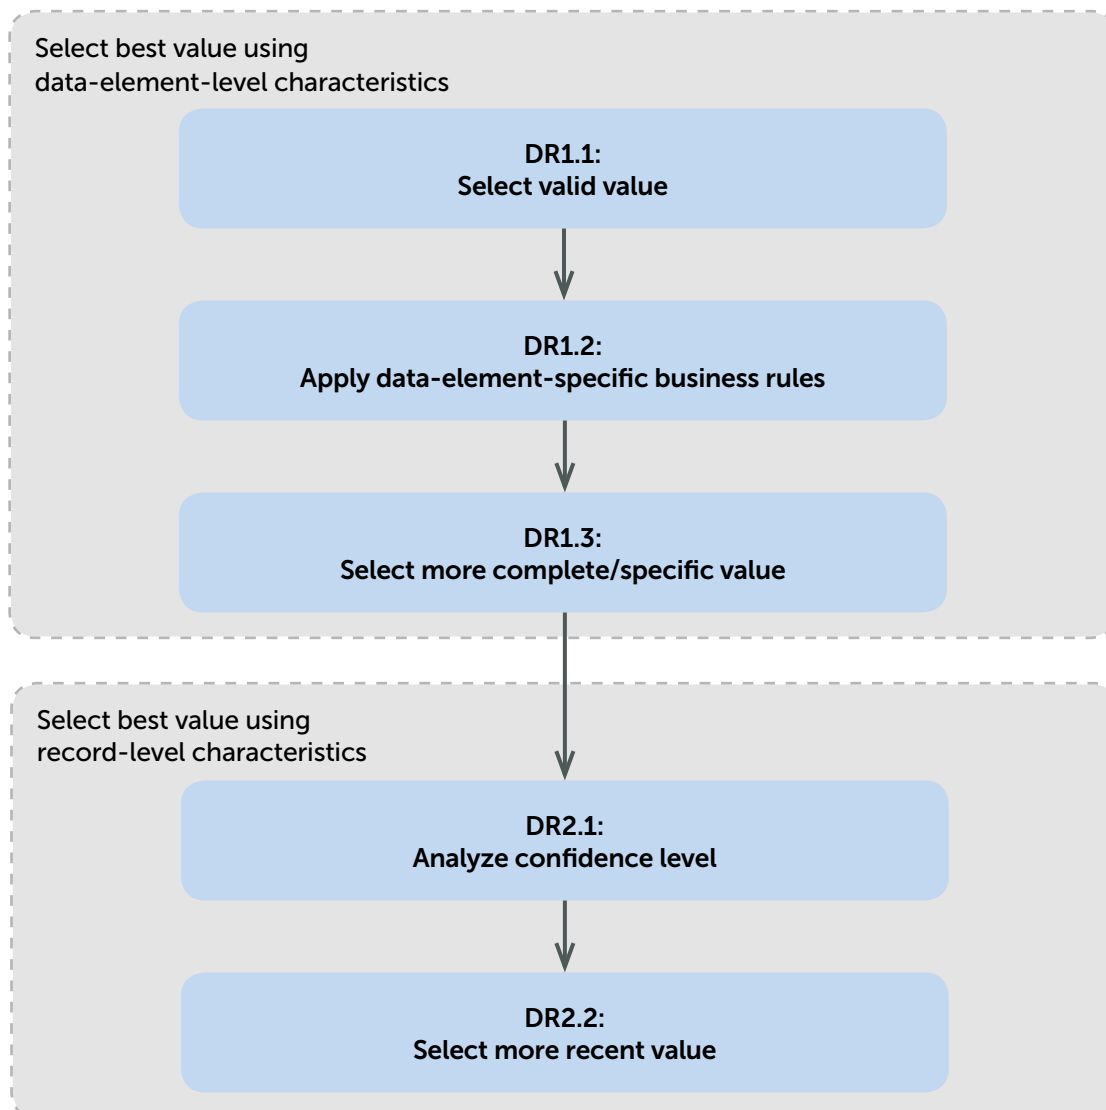 Select best value using
data-element-level characteristics
DR1.1:
Select valid value
DR1.2:
Apply data-element-specific business rules
DR1.3:
Select more complete/specific value
Select best value using
record-level characteristics
DR2.1:
Analyze confidence level
DR2.2:
Select more recent value